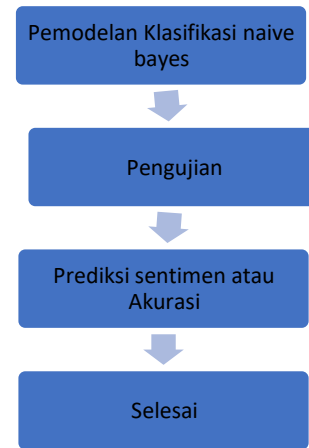 Pemodelan Klasifikasi naive
bayes
Pengujian
Prediksi sentimen atau
Akurasi
Selesai